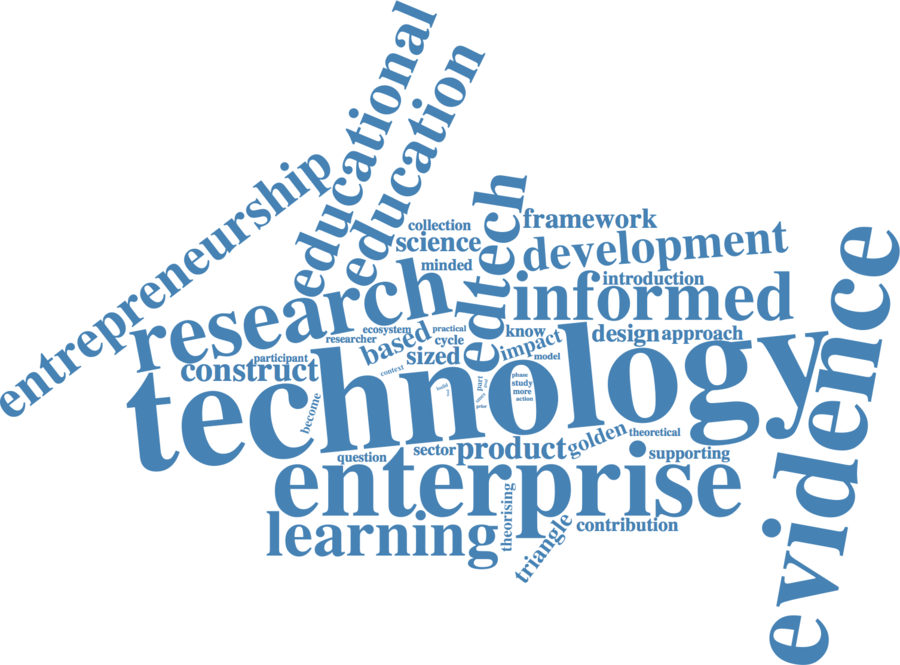 educational
education
entrepreneurship
edtech
framework
collection
science
development
minded
introduction
evidence
research
informed
ecosystem
practical
researcher
cycle
know
design
approach
based
impact
sized
model
participant
construct
context
technology
phase
study
more
action
part
build
become
golden
theoretical
sector
product
question
supporting
enterprise
theorising
learning
triangle
contribution